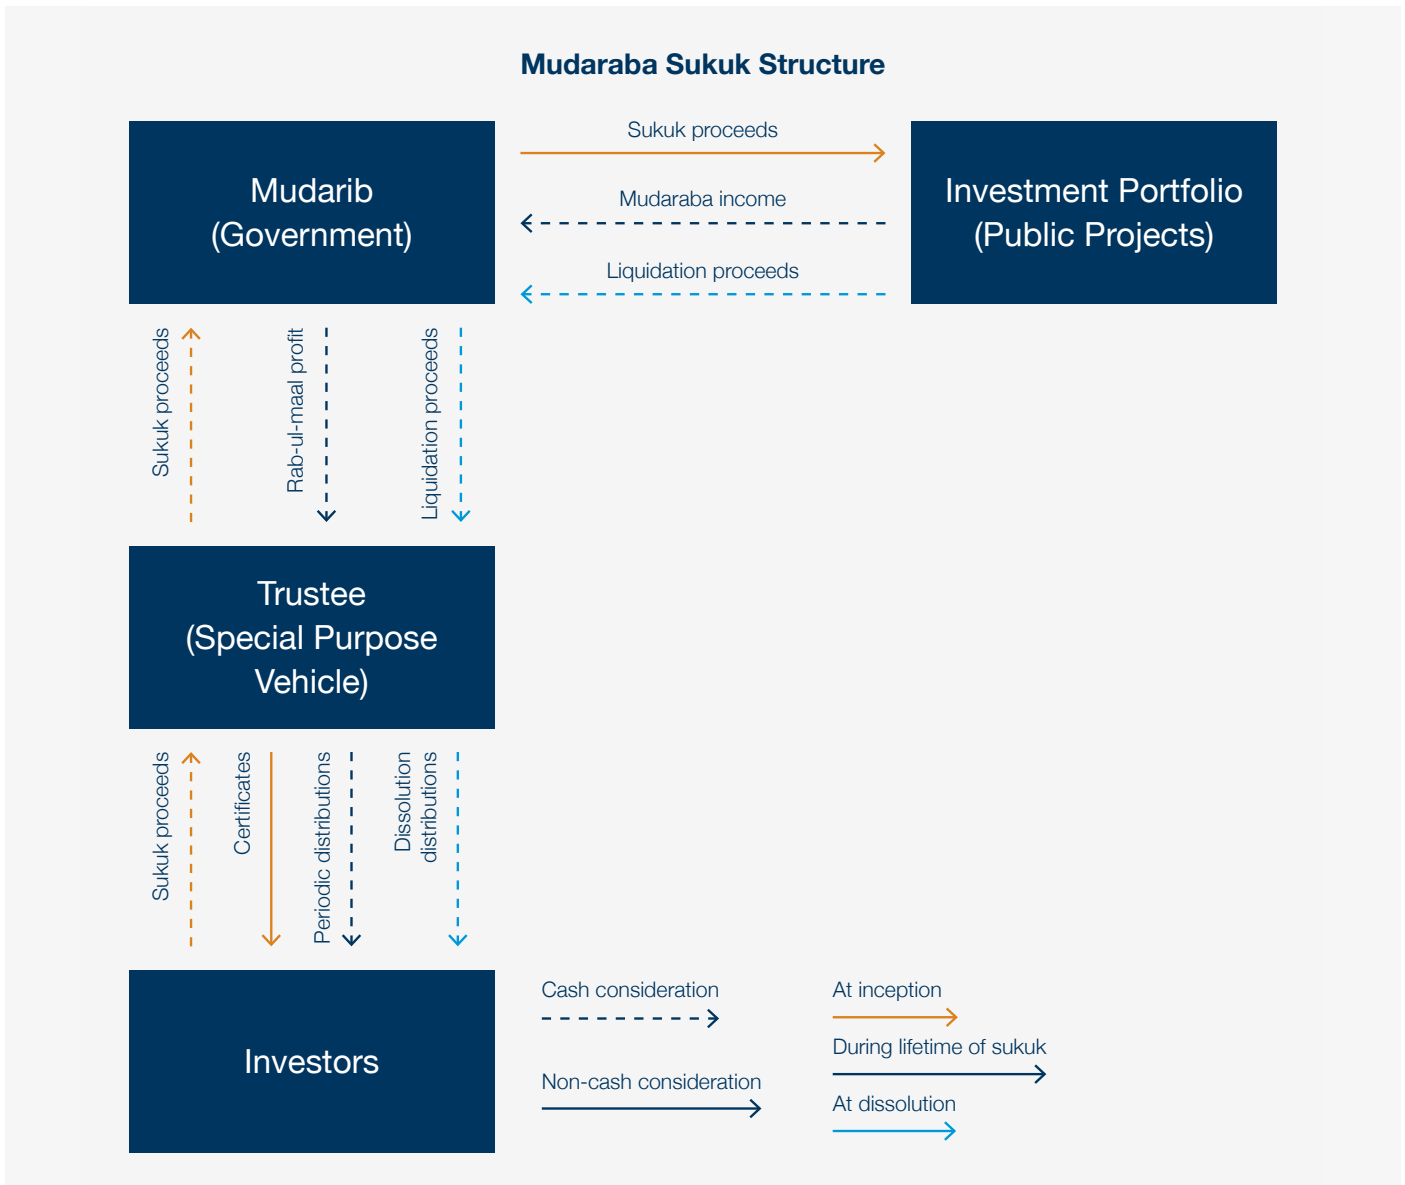 Mudaraba Sukuk Structure
Mudarib
(Government)
Sukuk proceeds
Mudaraba income
Liquidation proceeds
Investment Portfolio
(Public Projects)
Sukuk proceeds
Rab-ul-maal profit
Liquidation proceeds
Trustee
(Special Purpose
Vehicle)
Sukuk proceeds
Certificates
Periodic distributions
Dissolution
distributions
Investors
Cash consideration
Non-cash consideration
At inception
During lifetime of sukuk
At dissolution